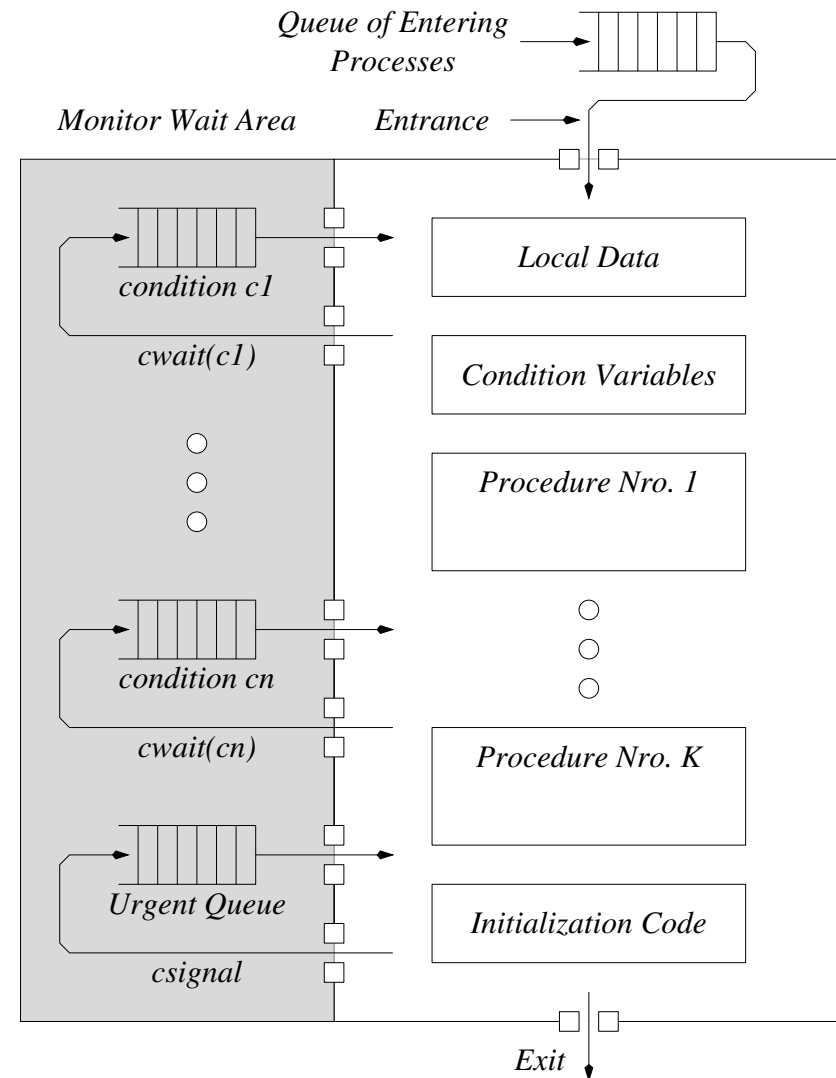 Queue of Entering
Processes
Monitor Wait Area
Entrance
condition c1
cwait(c1)
condition cn
cwait(cn)
Urgent Queue
csignal
Local Data
Condition Variables
Procedure Nro. 1
Procedure Nro. K
Initialization Code
Exit